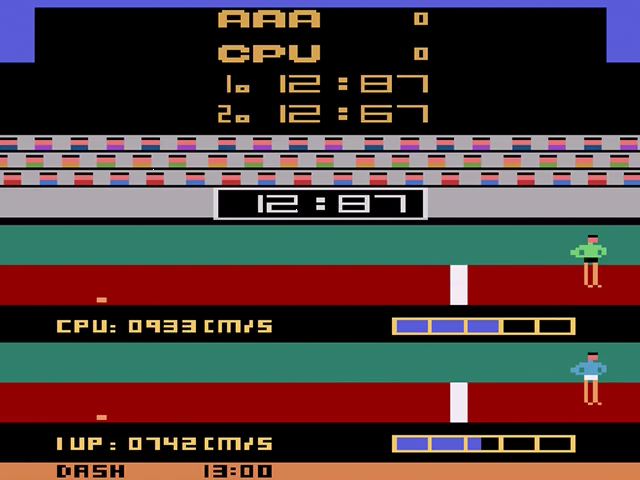 AAA 0
CPU 0
1. 12:87
2. 12:67
12:87
CPU: 0933 CM/S
1UP: 0742 CM/S
DASH 13:00